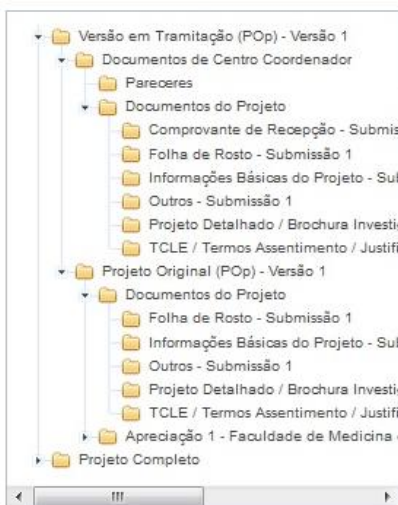 Versão em Tramitação (POp) - Versão 1
Documentos de Centro Coordenador
Pareceres
Documentos do Projeto
Comprovante de Recepção - Submis
Folha de Rosto - Submissão 1
Informações Básicas do Projeto - Sub
Outros - Submissão 1
Projeto Detalhado / Brochura Investi
TCLE / Termos Assentimento / Justifi
Projeto Original (POp) - Versão 1
Documentos do Projeto
Folha de Rosto - Submissão 1
Informações Básicas do Projeto - Sub
Outros - Submissão 1
Projeto Detalhado / Brochura Investi
TCLE / Termos Assentimento / Justifi
Apreciação 1 - Faculdade de Medicina
Projeto Completo